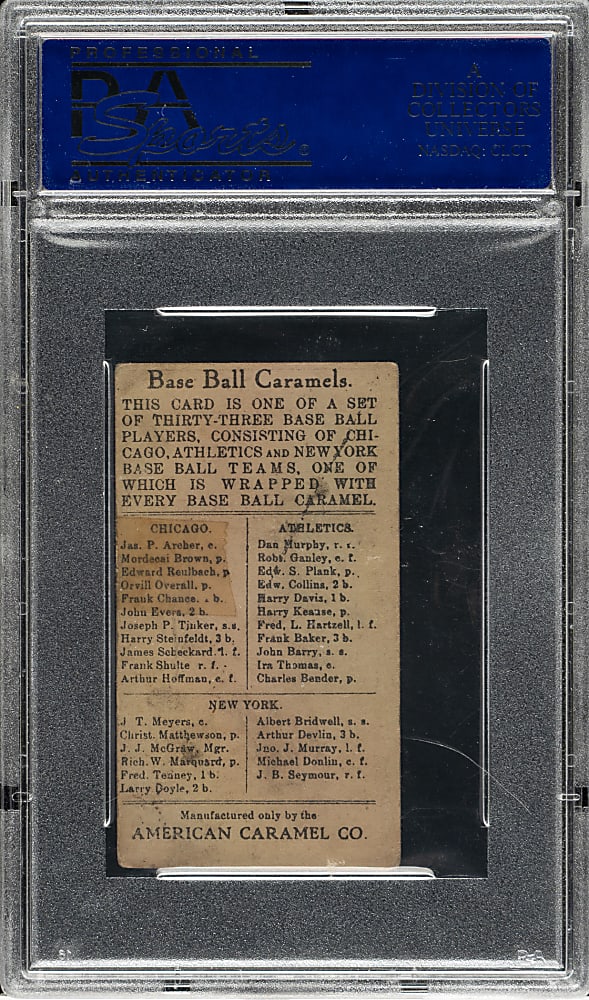 PROFESSIONAL
PSA
Sports
AUTHENTICATOR
A
DIVISION OF
COLLECTORS
UNIVERSE
NASDAQ: CLCT
Base Ball Caramels.
THIS CARD IS ONE OF A SET
OF THIRTY-THREE BASE BALL
PLAYERS, CONSISTING OF CHI-
CAGO, ATHLETICS AND NEW YORK
BASE BALL TEAMS, ONE OF
WHICH IS WRAPPED WITH
EVERY BASE BALL CARAMEL.
CHICAGO.
Jas. P. Archer, c.
Mordecai Brown, p.
Edward Reulbach, p
Orvill Overall, p.
Frank Chance. . b.
John Evers, 2 b.
Joseph P. Tinker, s.s.
Harry Steinfeldt, 3 b.
James Scheckard. l. f.
Frank Shulte r. f.
Arthur Hoffman, c. f.
ATHLETICS.
Dan Murphy, r. f.
Robt. Ganley, c. f.
Edw. S. Plank, p.
Edw. Collins, 2 b.
Harry Davis, 1 b.
Harry Keause, p.
Fred, L. Hartzell, l. f.
Frank Baker, 3 b.
John Barry, s. s.
Ira Thomas, c.
Charles Bender, p.
NEW YORK.
J T. Meyers, c.
Christ. Matthewson, p.
J. J. McGraw, Mgr.
Rich. W. Marquard, p.
Fred. Tenney, 1 b.
Larry Doyle, 2 b.
Albert Bridwell, s. s.
Arthur Devlin, 3 b.
Jno. J. Murray, l. f.
Michael Donlin, c. f.
J. B. Seymour, r. f.
Manufactured only by the
AMERICAN CARAMEL CO.